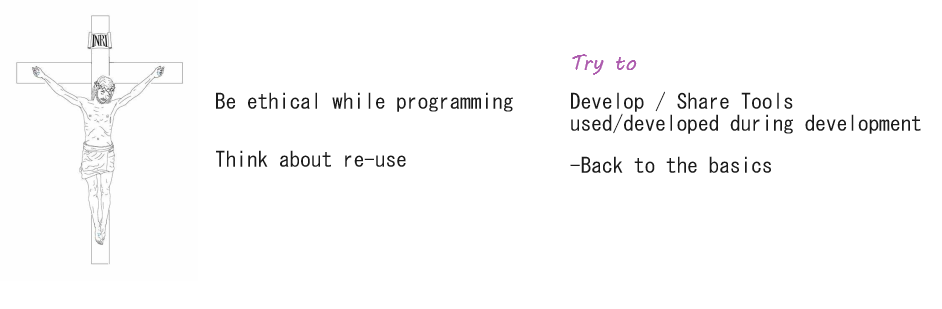 INRI
Try to
Be ethical while programming
Develop / Share Tools
used/developed during development
Think about re-use
-Back to the basics